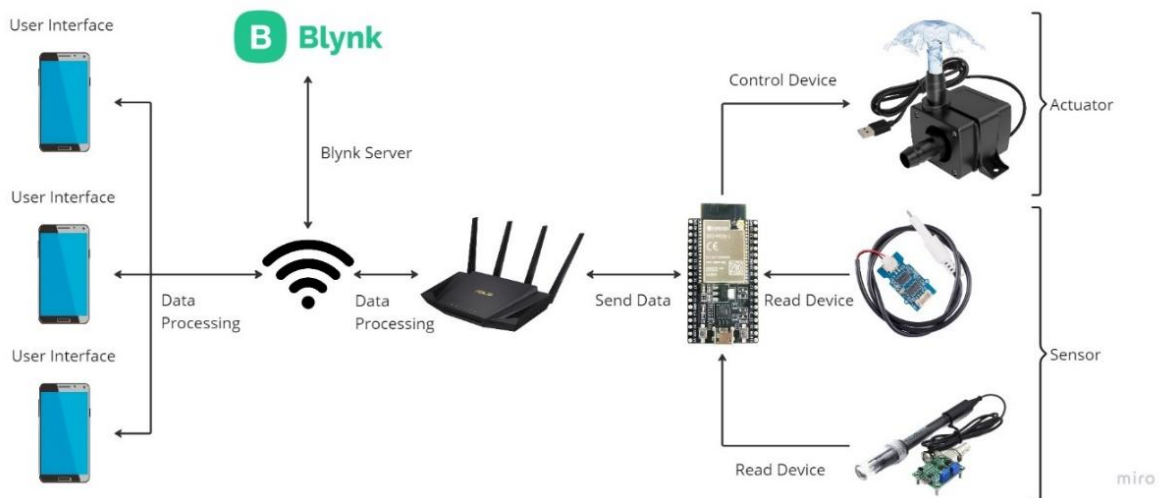 User Interface
B Blynk
Control Device
Actuator
Blynk Server
User Interface
Data
Processing
Data
Processing
ASUS
Send Data
Read Device
User Interface
Sensor
Read Device
miro